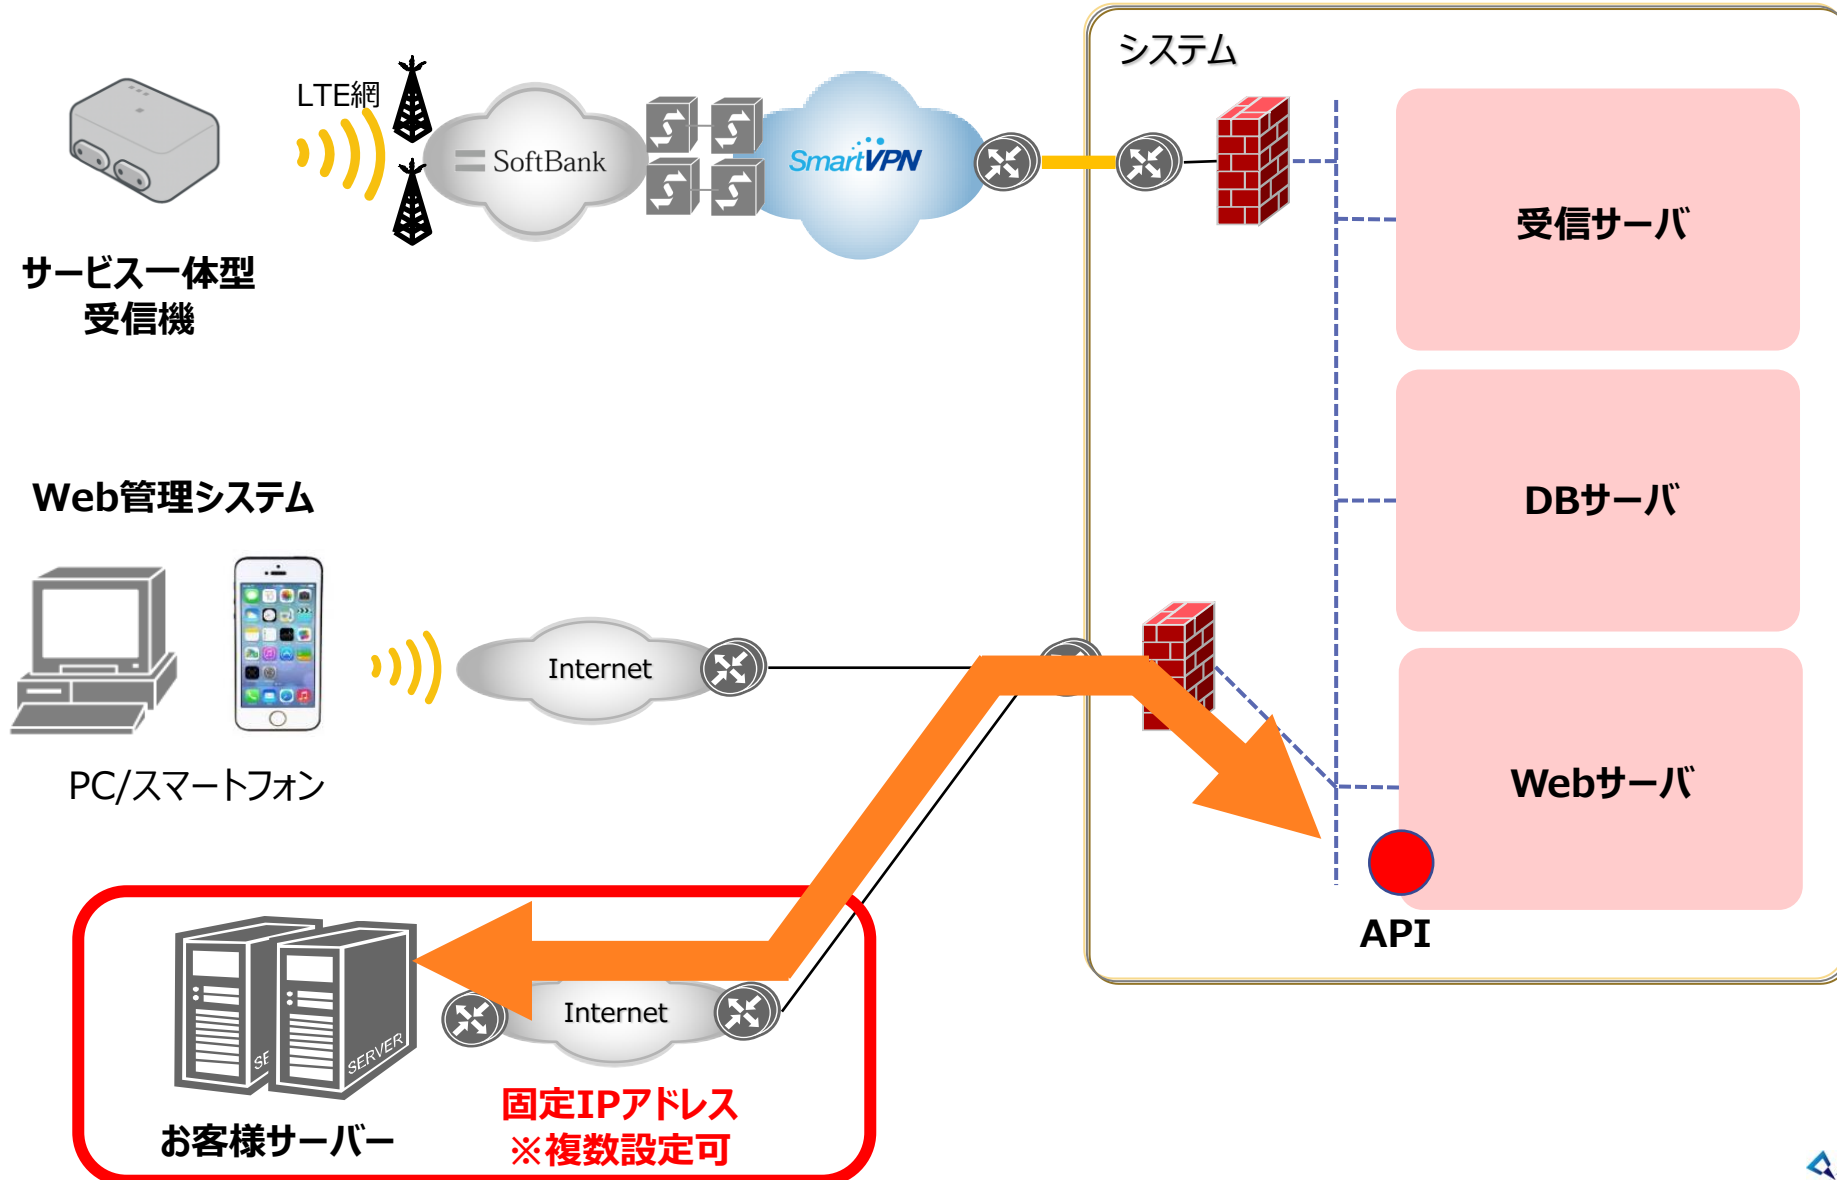 システム
LTE網
SoftBank
SmartVPN
受信サーバ
サービス一体型
受信機
DBサーバ
Web管理システム
Internet
PC/スマートフォン
Webサーバ
API
Internet
SERVER
SE
お客様サーバー
固定IPアドレス
※複数設定可